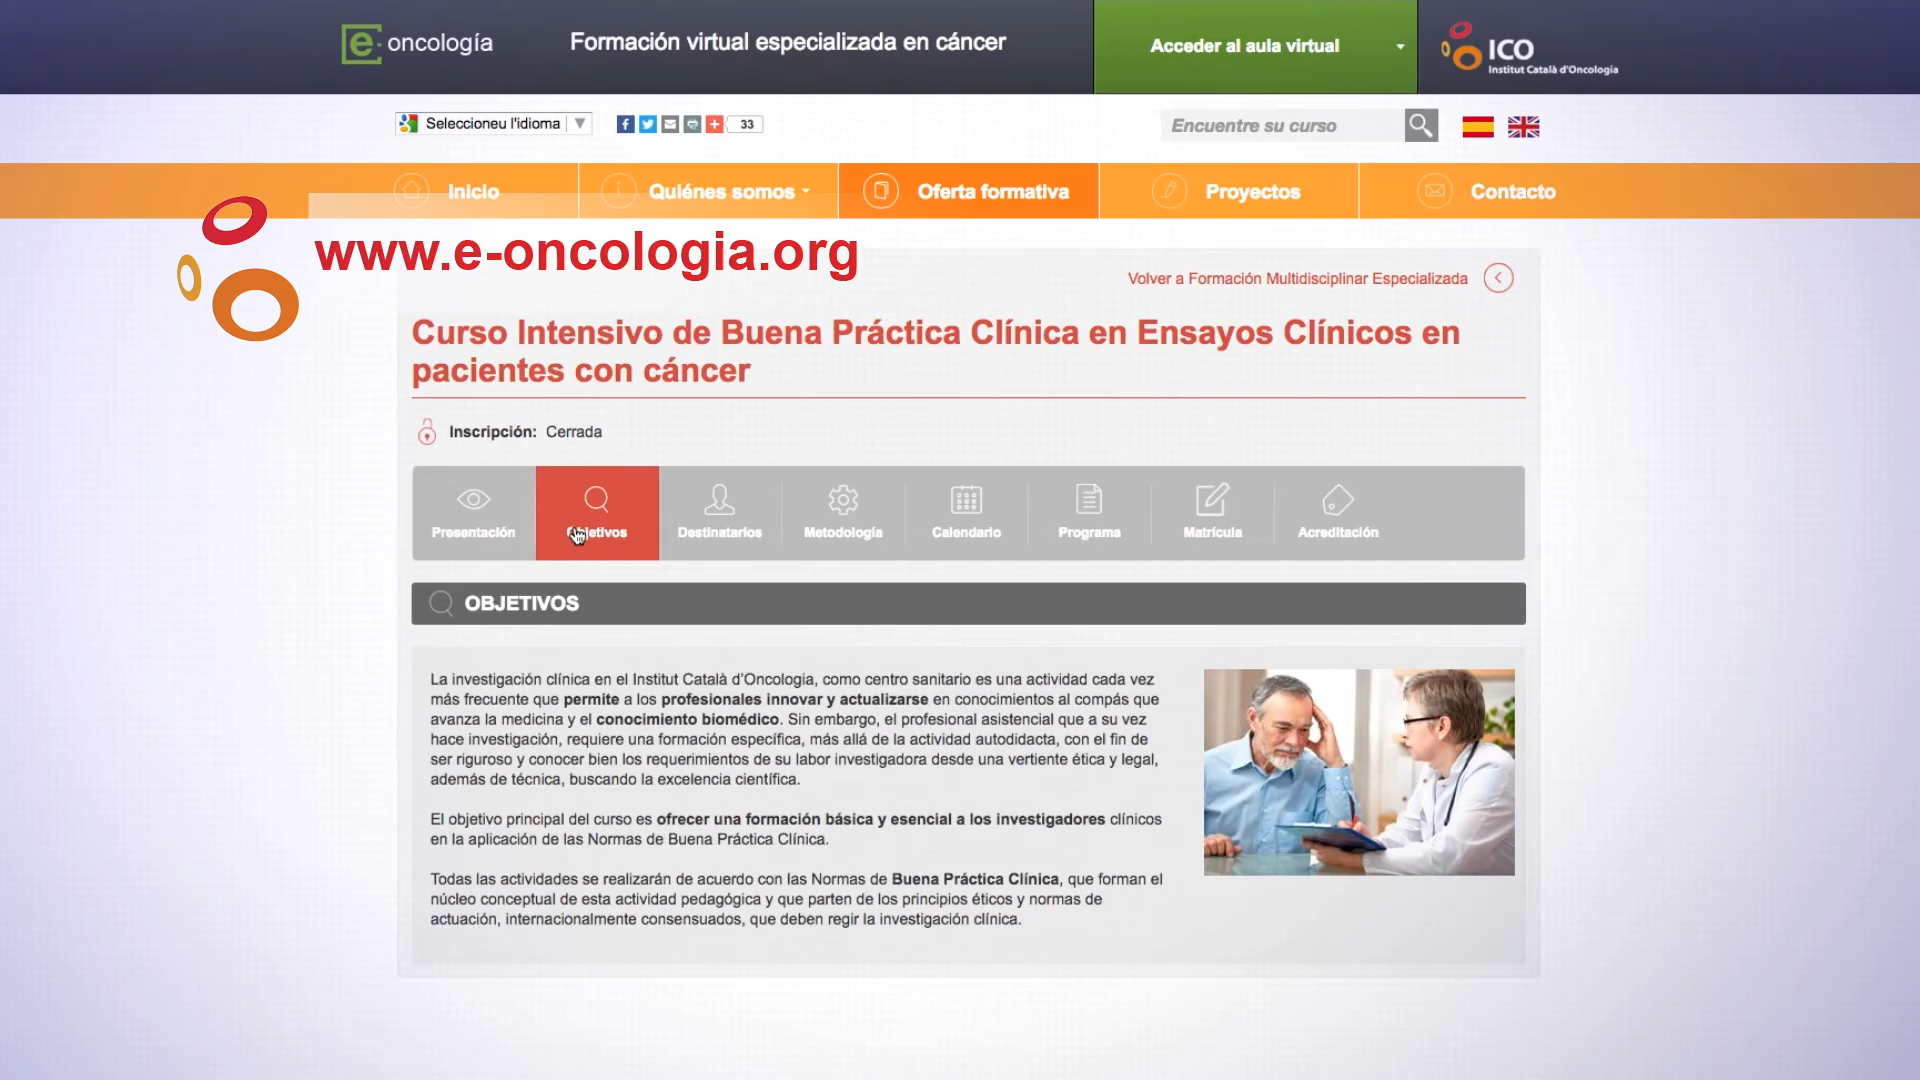 e-oncología
Formación virtual especializada en cáncer
Acceder al aula virtual
ICO
Institut Català d'Oncologia
Seleccioneu l'idioma
33
Encuentre su curso
Inicio
Quiénes somos
Oferta formativa
Proyectos
Contacto
www.e-oncologia.org
Volver a Formación Multidisciplinar Especializada
Curso Intensivo de Buena Práctica Clínica en Ensayos Clínicos en
pacientes con cáncer
Inscripción: Cerrada
Presentación
Objetivos
Destinatarios
Metodología
Calendario
Programa
Matrícula
Acreditación
OBJETIVOS
La investigación clínica en el Institut Català d'Oncologia, como centro sanitario es una actividad cada vez
más frecuente que permite a los profesionales innovar y actualizarse en conocimientos al compás que
avanza la medicina y el conocimiento biomédico. Sin embargo, el profesional asistencial que a su vez
hace investigación, requiere una formación específica, más allá de la actividad autodidacta, con el fin de
ser riguroso y conocer bien los requerimientos de su labor investigadora desde una vertiente ética y legal,
además de técnica, buscando la excelencia científica.
El objetivo principal del curso es ofrecer una formación básica y esencial a los investigadores clínicos
en la aplicación de las Normas de Buena Práctica Clínica.
Todas las actividades se realizarán de acuerdo con las Normas de Buena Práctica Clínica, que forman el
núcleo conceptual de esta actividad pedagógica y que parten de los principios éticos y normas de
actuación, internacionalmente consensuados, que deben regir la investigación clínica.